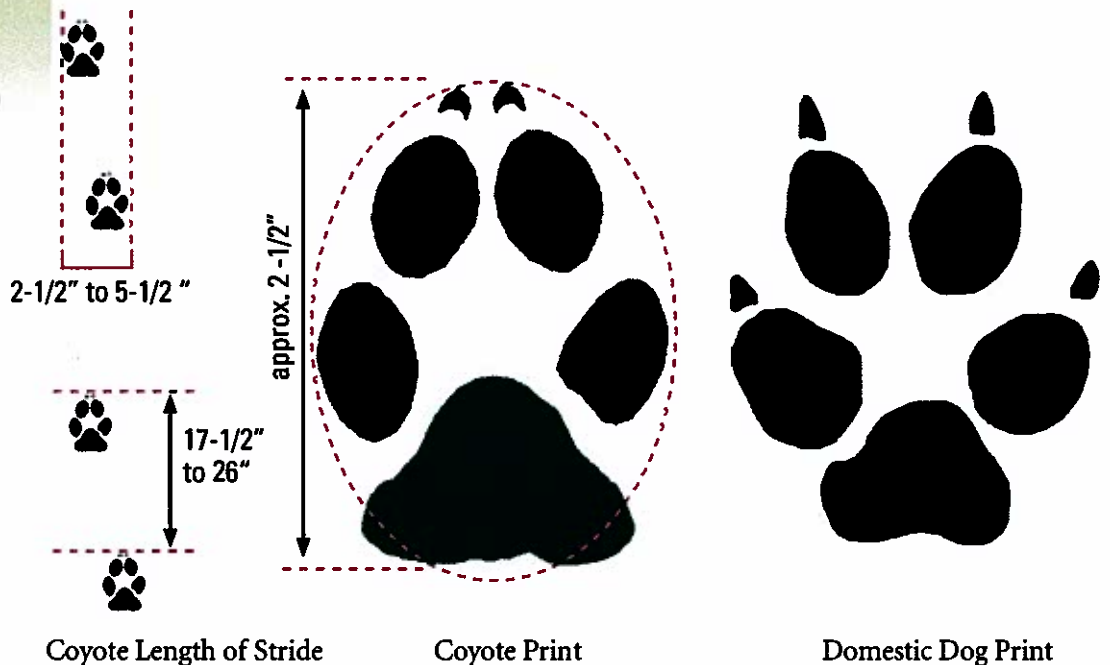 2-1/2" to 5-1/2 "
17-1/2"
to 26"
approx. 2 -1/2"
Coyote Length of Stride
Coyote Print
Domestic Dog Print